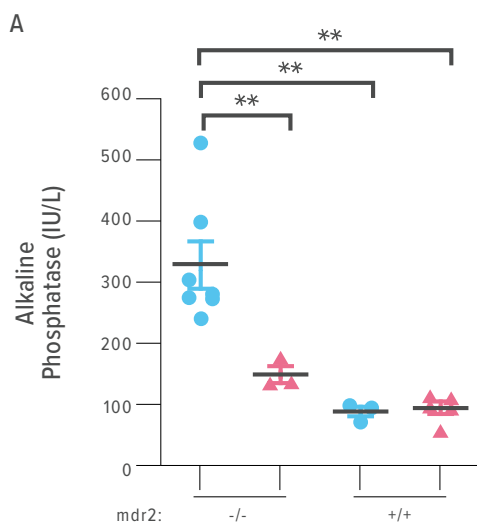 A
**
**
**
600
500
400
300
200
100
0
Alkaline
Phosphatase (IU/L)
mdr2: -/- +/+